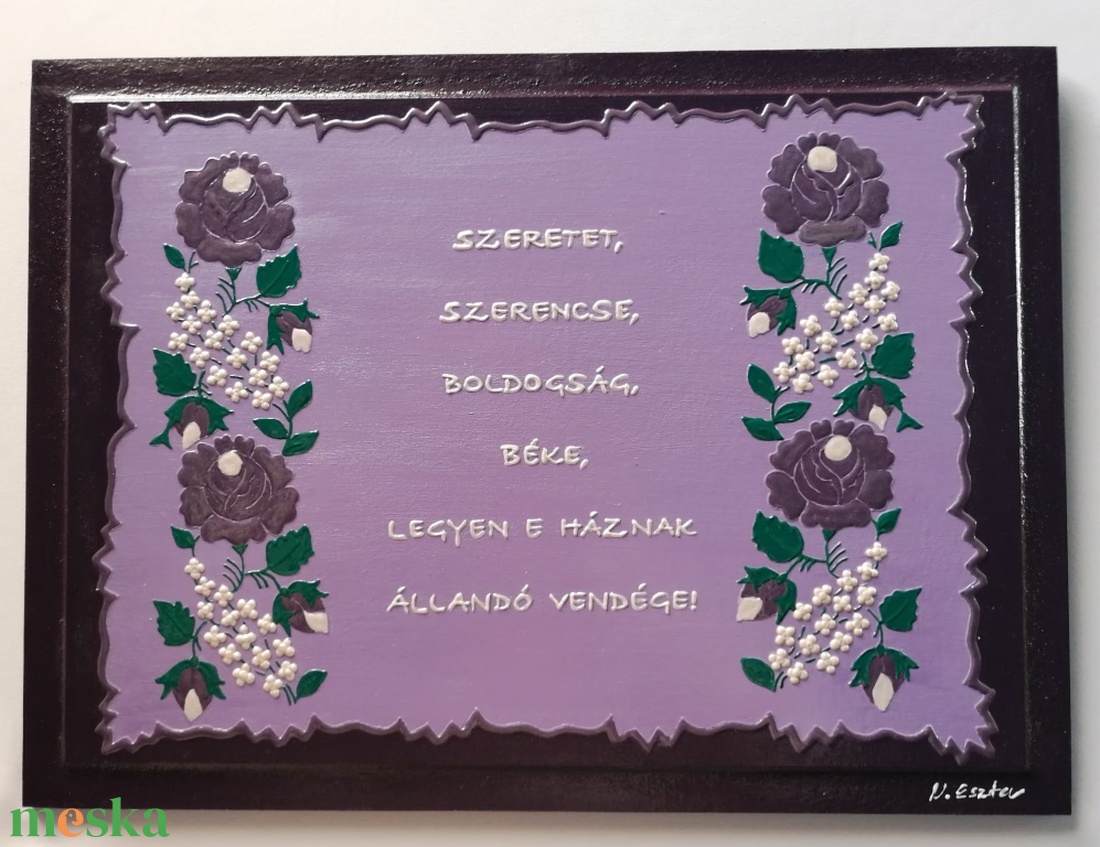 SZERETET,
SZERENCSE,
BOLDOGSÁG,
BÉKE,
LEGYEN E HÁZNAK
ÁLLANDÓ VENDÉGE!
N. Eszter
meska